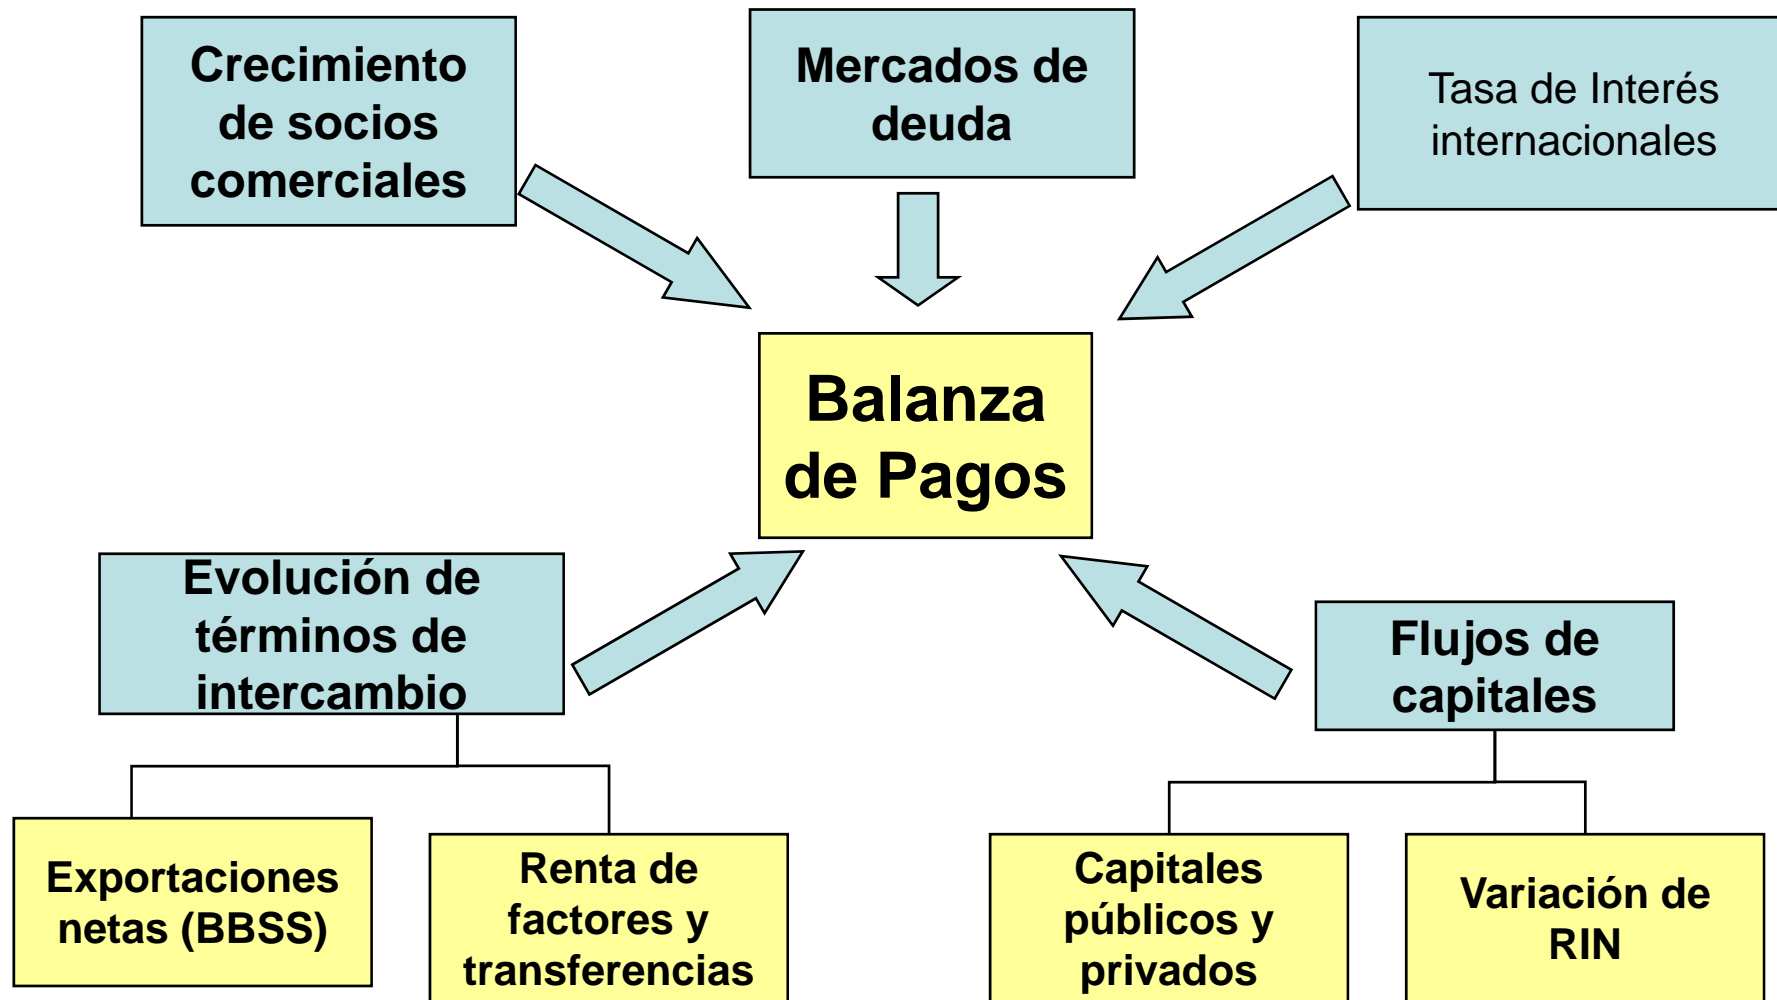 Crecimiento
de socios
comerciales
Mercados de
deuda
Tasa de Interés
internacionales
Balanza
de Pagos
Evolución de
términos de
intercambio
Flujos de
capitales
Exportaciones
netas (BBSS)
Renta de
factores y
transferencias
Capitales
públicos y
privados
Variación de
RIN